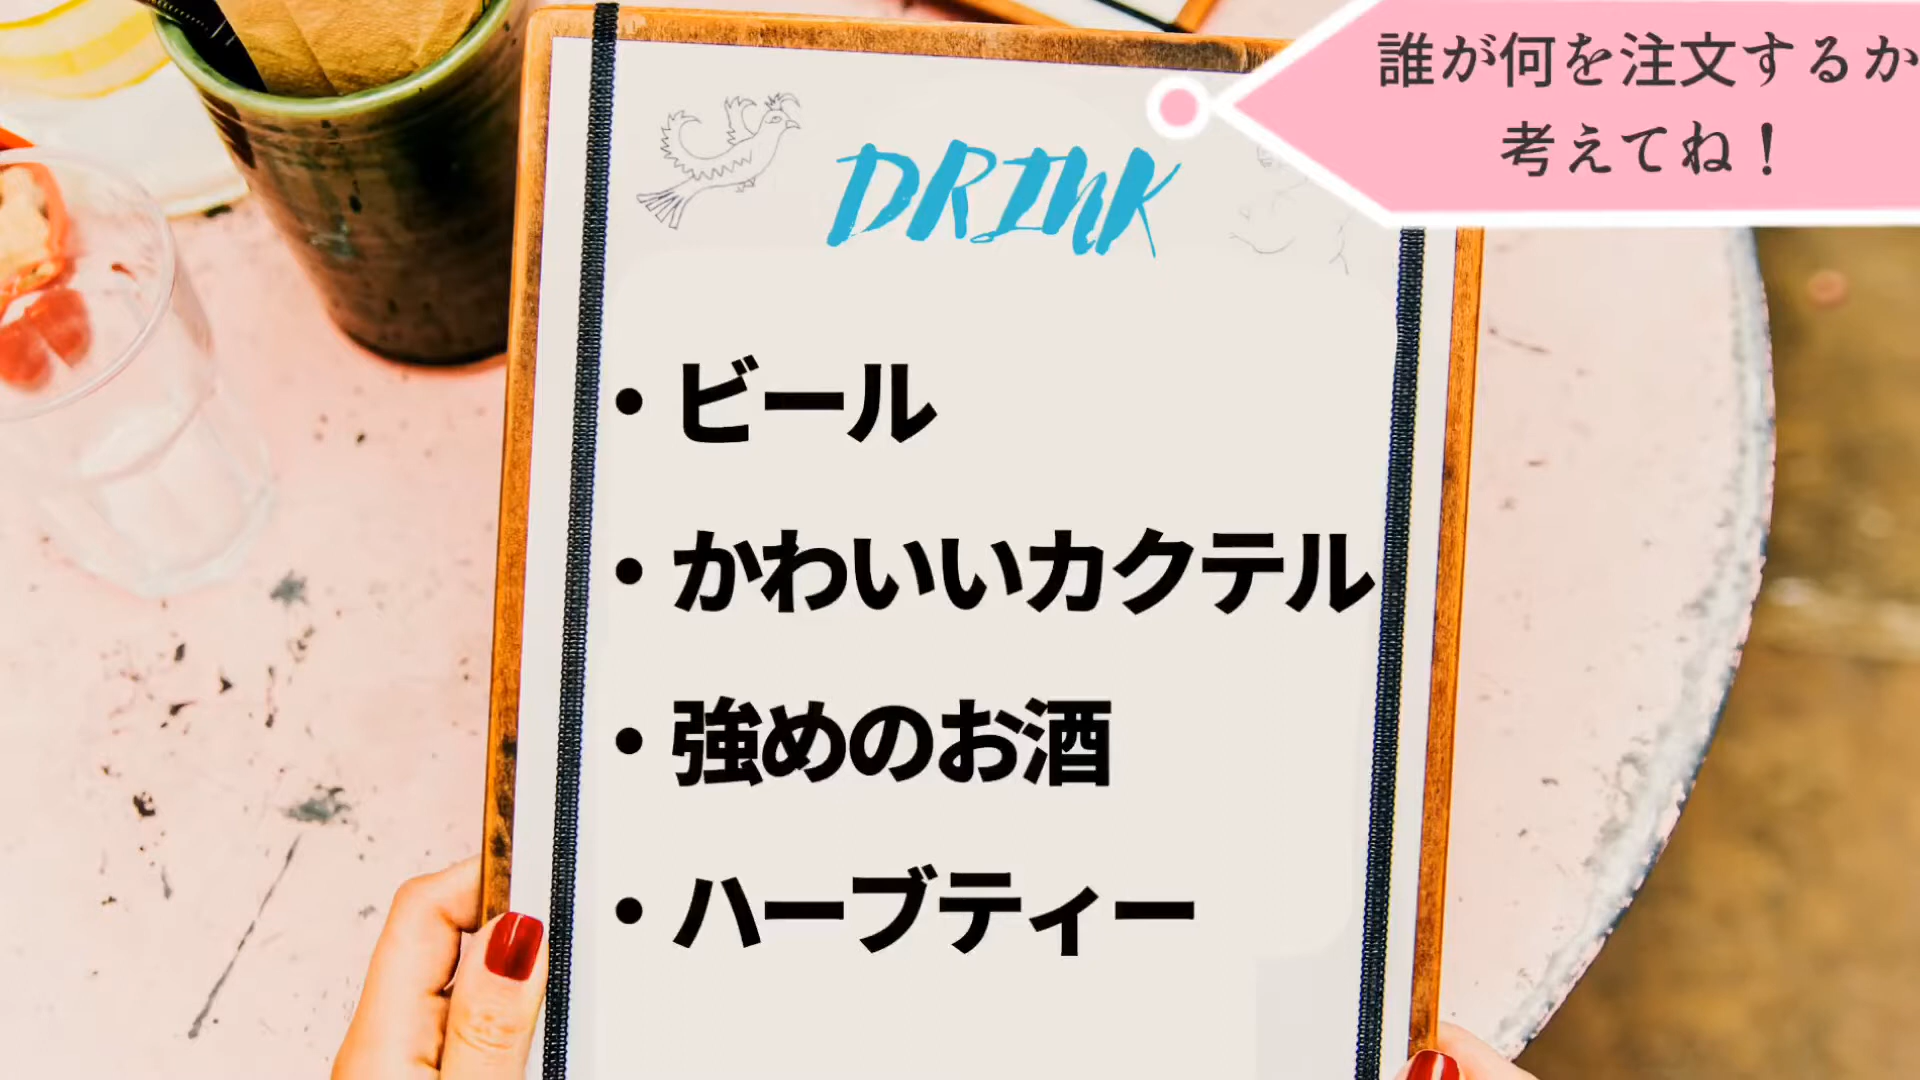 誰が何を注文するか
考えてね！
DRINK
・ビール
・かわいいカクテル
・強めのお酒
・ハーブティー